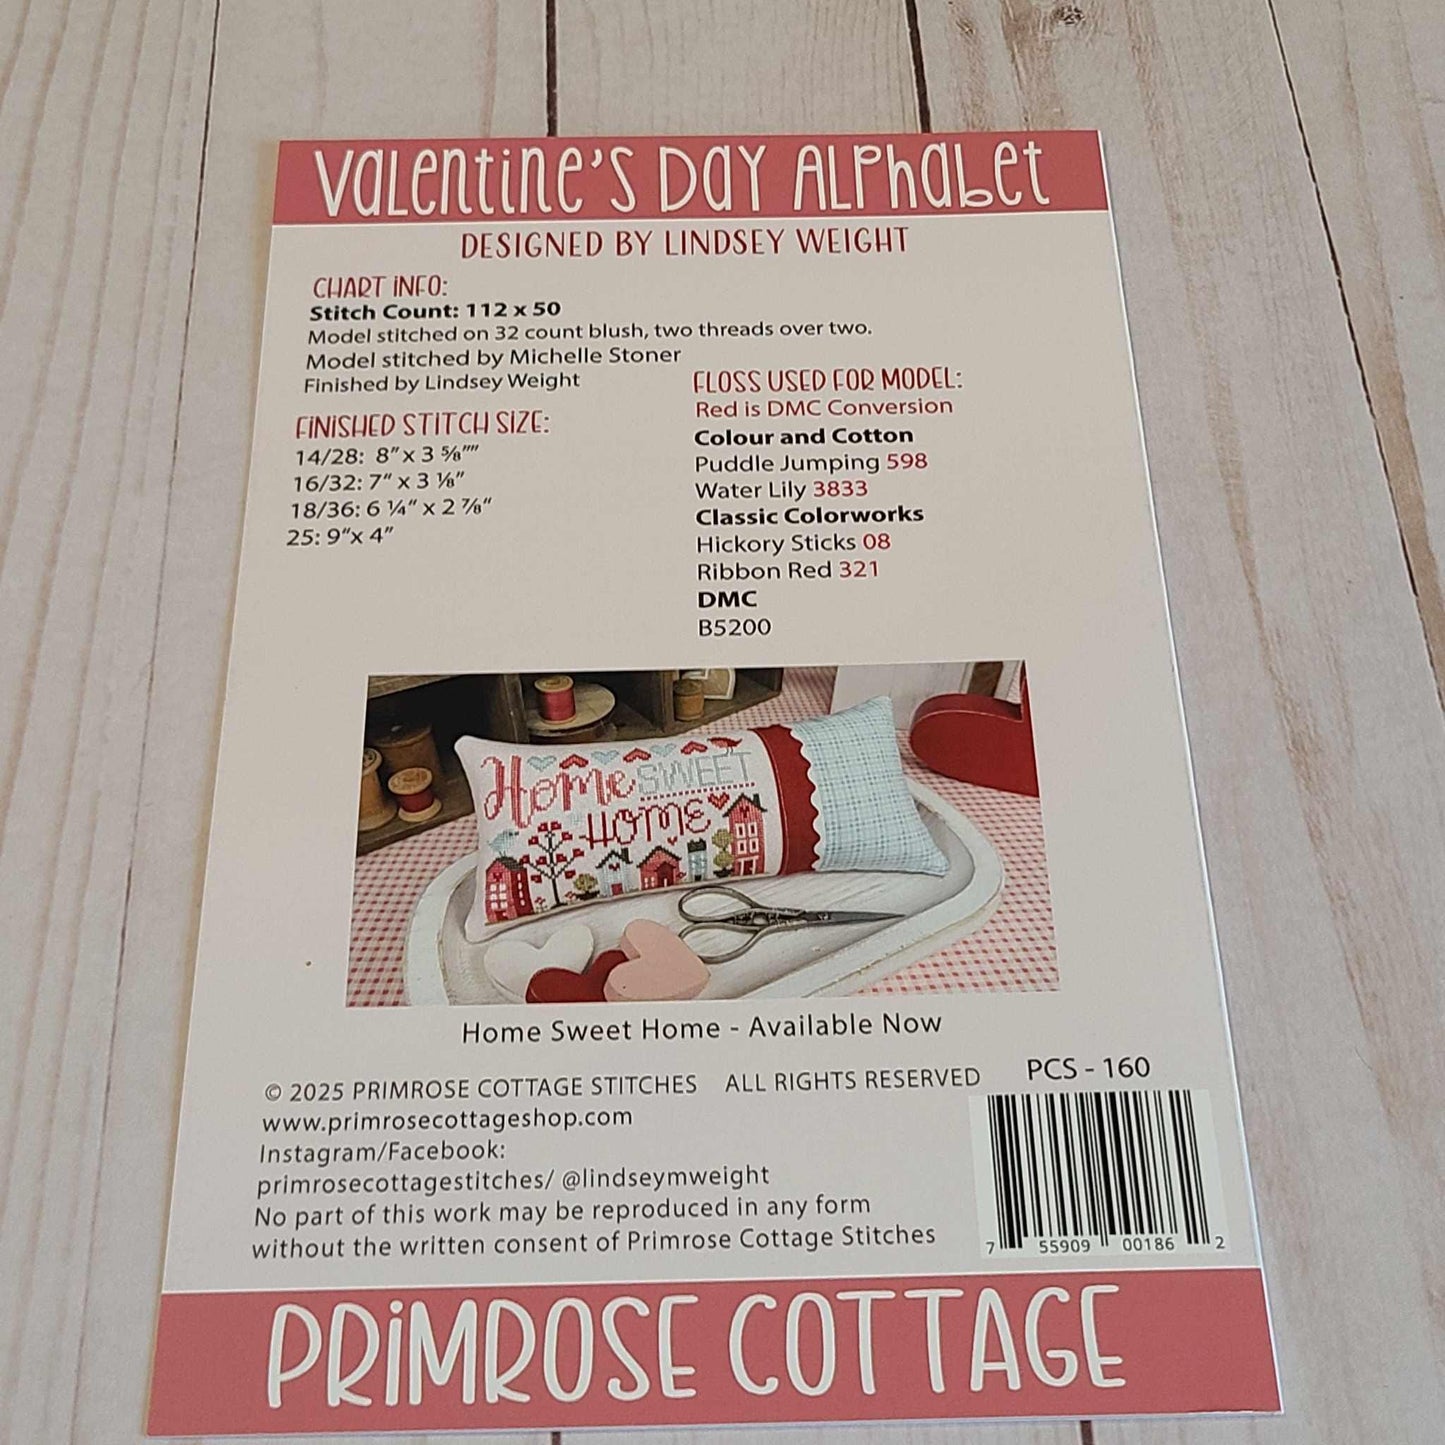 Valentine's Day Alphabet
DESIGNED BY LINDSEY WEIGHT
CHART INFO:
Stitch Count: 112 x 50
Model stitched on 32 count blush, two threads over two.
Model stitched by Michelle Stoner
Finished by Lindsey Weight
FINISHED STITCH SIZE:
14/28: 8” x 3 ⅝””
16/32: 7” x 3 ⅛”
18/36: 6 ¼” x 2 ⅞”
25: 9”x 4”
FLOSS USED FOR MODEL:
Red is DMC Conversion
Colour and Cotton
Puddle Jumping 598
Water Lily 3833
Classic Colorworks
Hickory Sticks 08
Ribbon Red 321
DMC
B5200
Home SWEET
HOME
Home Sweet Home - Available Now
© 2025 PRIMROSE COTTAGE STITCHES ALL RIGHTS RESERVED
PCS - 160
www.primrosecottageshop.com
Instagram/Facebook:
primrosecottagestitches/ @lindseymweight
No part of this work may be reproduced in any form
without the written consent of Primrose Cottage Stitches
7 55909 00186 2
PRIMROSE COTTAGE